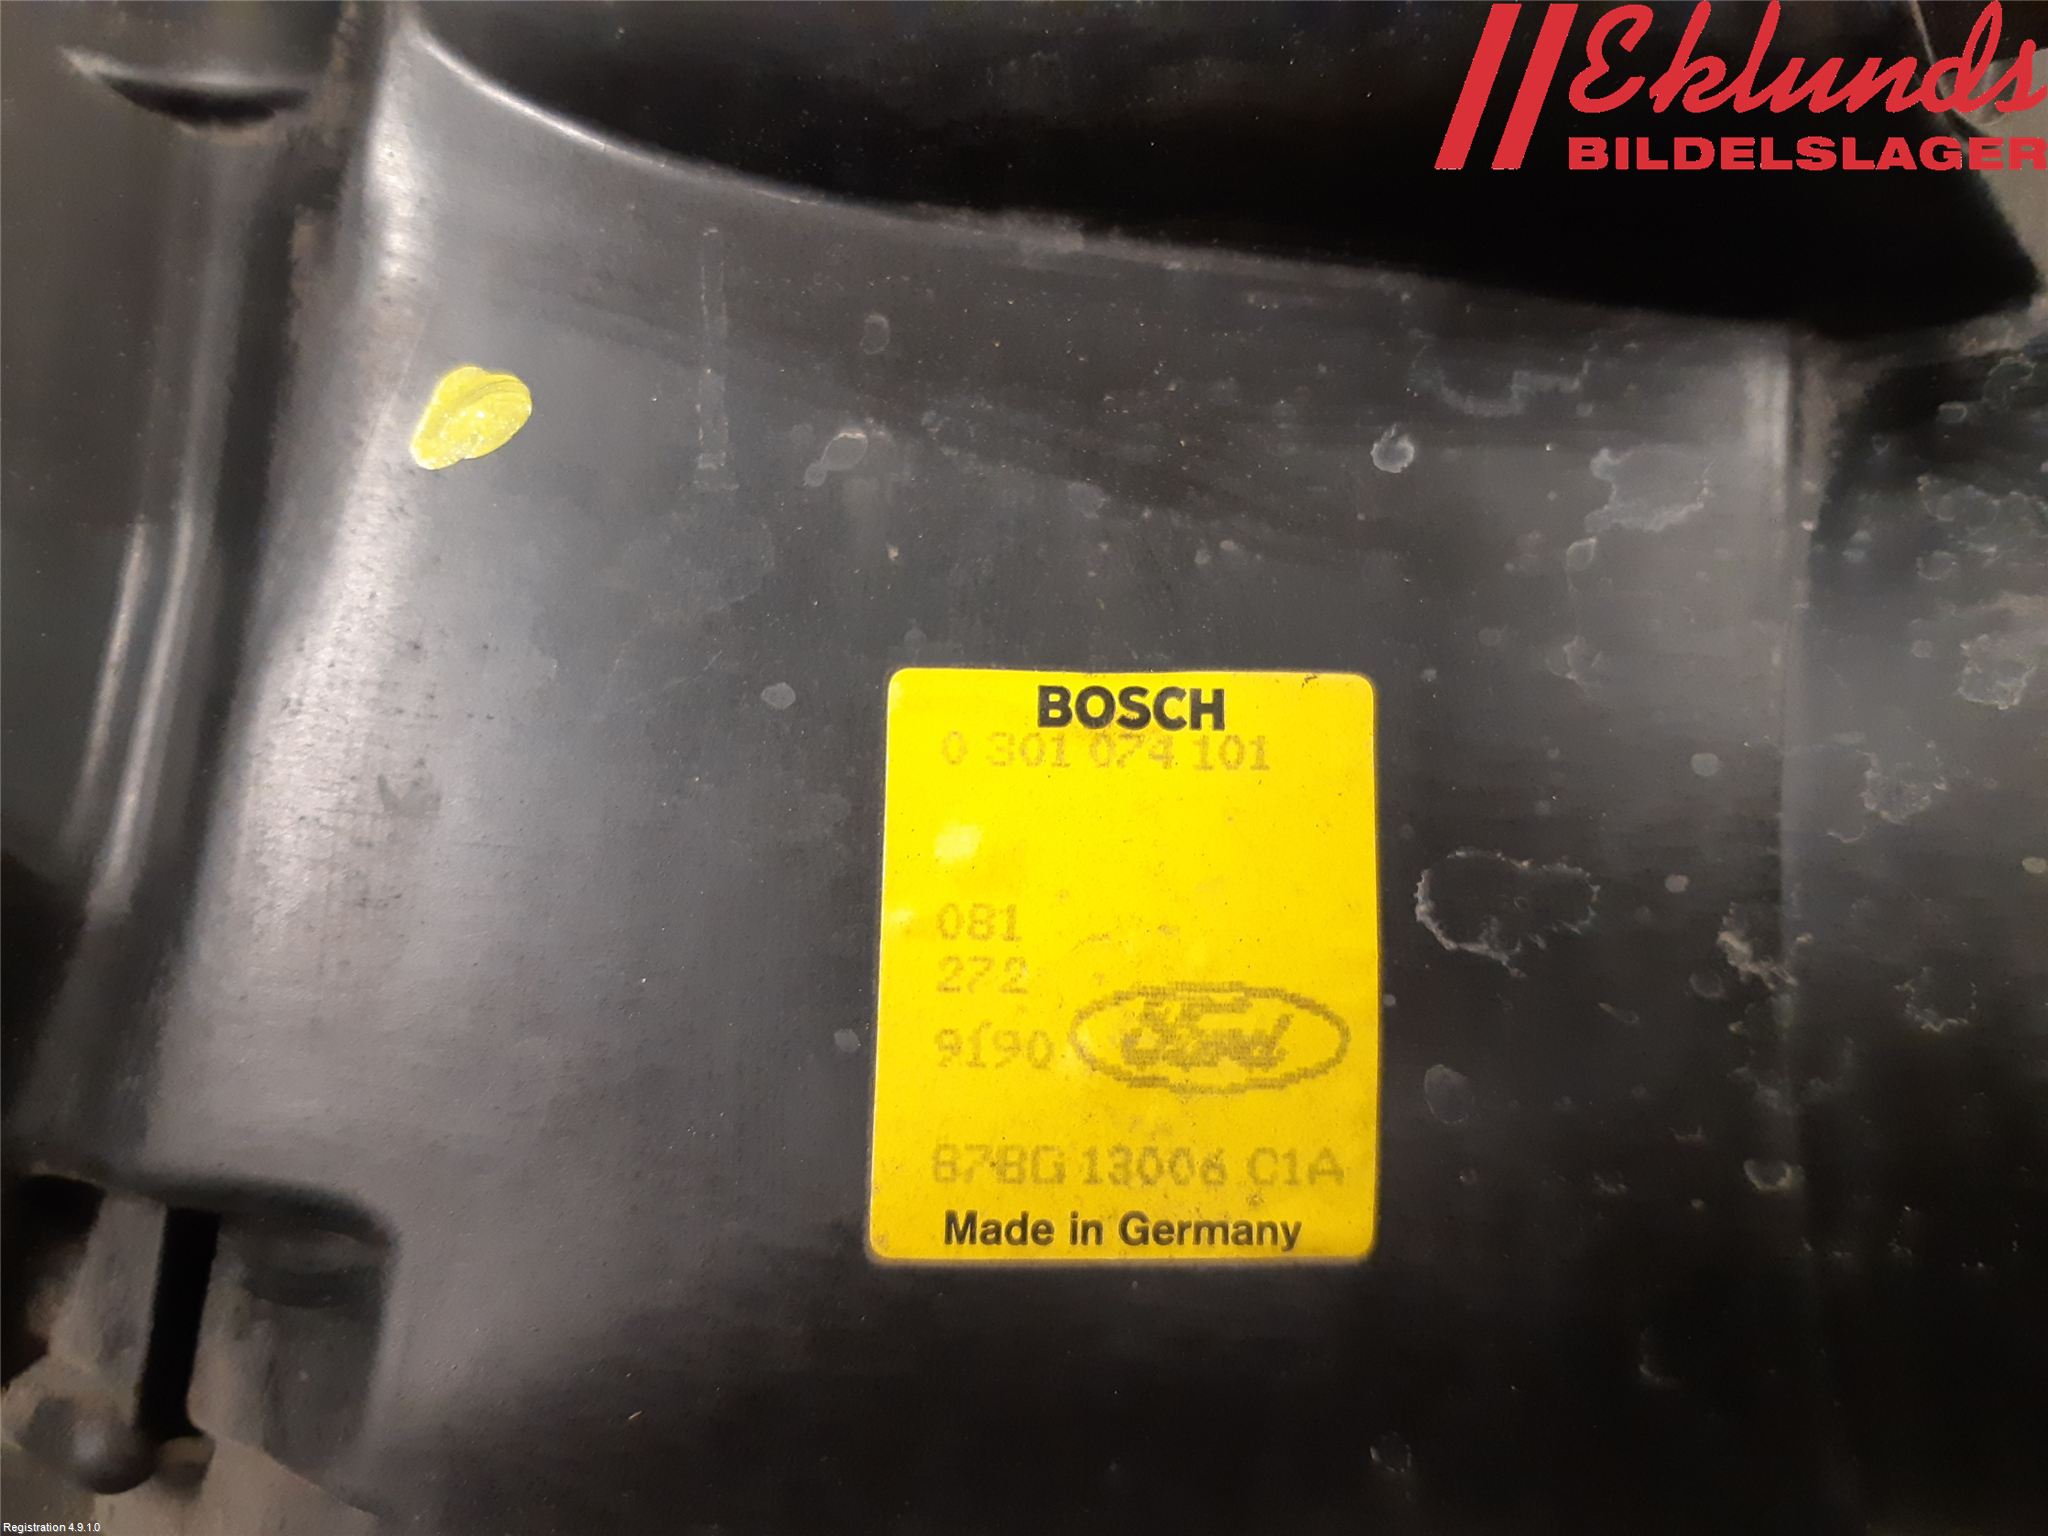 Eklunds
BILDELSLAGER
BOSCH
0 301 074 101
081
272
9190
Ford
87BG 13006 C1A
Made in Germany
Registration 4.9.1.0